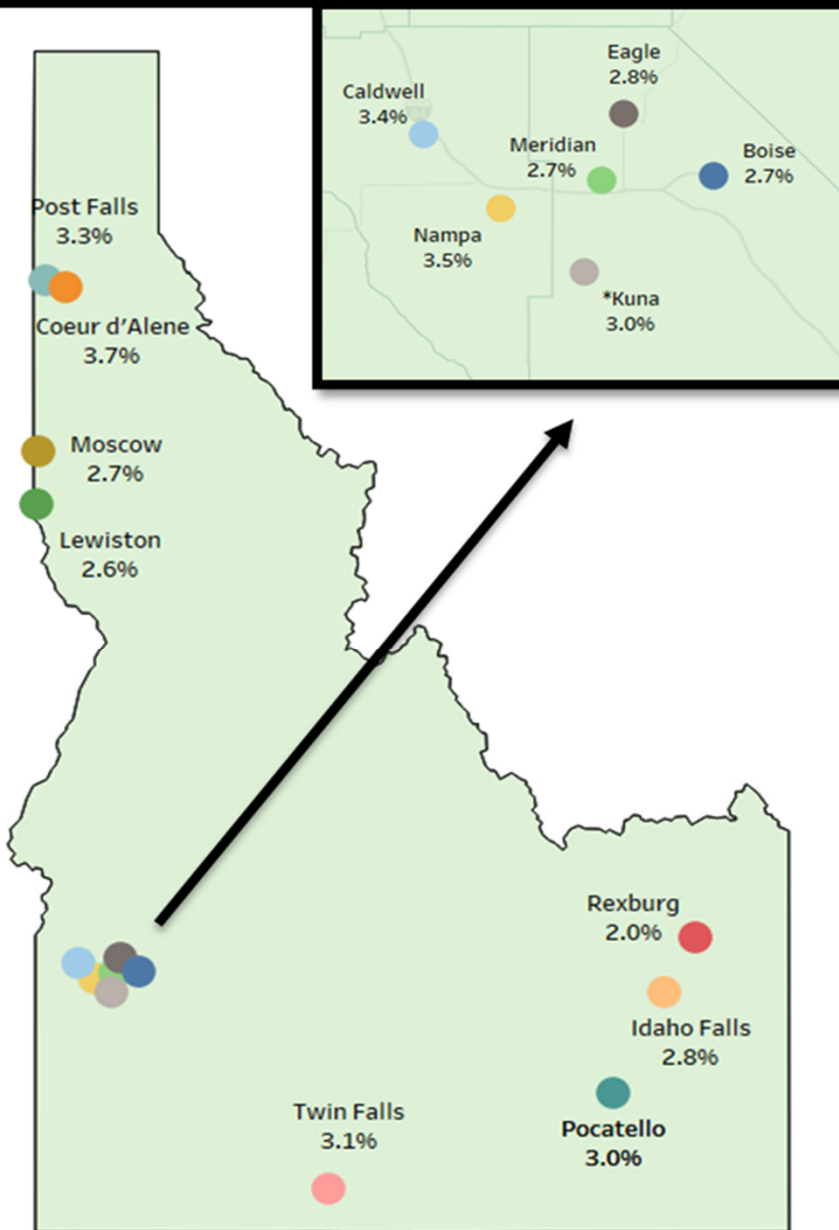 Eagle
2.8%
Caldwell
3.4%
Meridian
2.7%
Boise
2.7%
Nampa
3.5%
*Kuna
3.0%
Post Falls
3.3%
Coeur d'Alene
3.7%
Moscow
2.7%
Lewiston
2.6%
Rexburg
2.0%
Idaho Falls
2.8%
Twin Falls
3.1%
Pocatello
3.0%